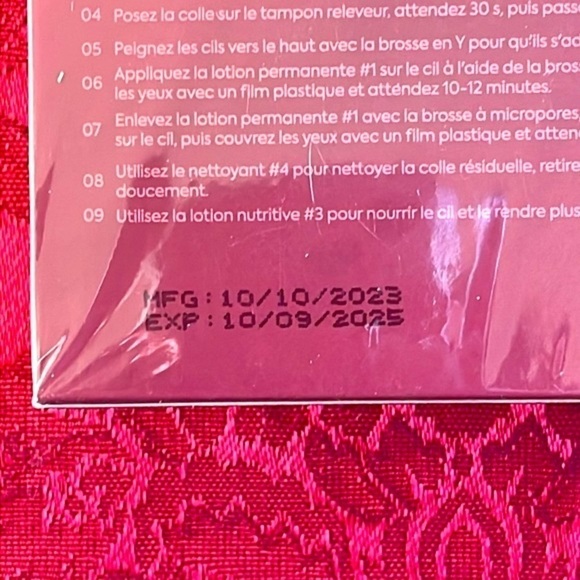 04 Posez la colle sur le tampon releveur, attendez 30 s, puis pass
05 Peignez les cils vers le haut avec la brosse en Y pour qu'ils s'ad
06 Appliquez la lotion permanente #1 sur le cil à l'aide de la bros
les yeux avec un film plastique et attendez 10-12 minutes.
07 Enlevez la lotion permanente #1 avec la brosse à micropores,
sur le cil, puis couvrez les yeux avec un film plastique et atten
08 Utilisez le nettoyant #4 pour nettoyer la colle résiduelle, retire
doucement.
09 Utilisez la lotion nutritive #3 pour nourrir le cil et le rendre plus
MFG:10/10/2023
EXP:10/09/2025